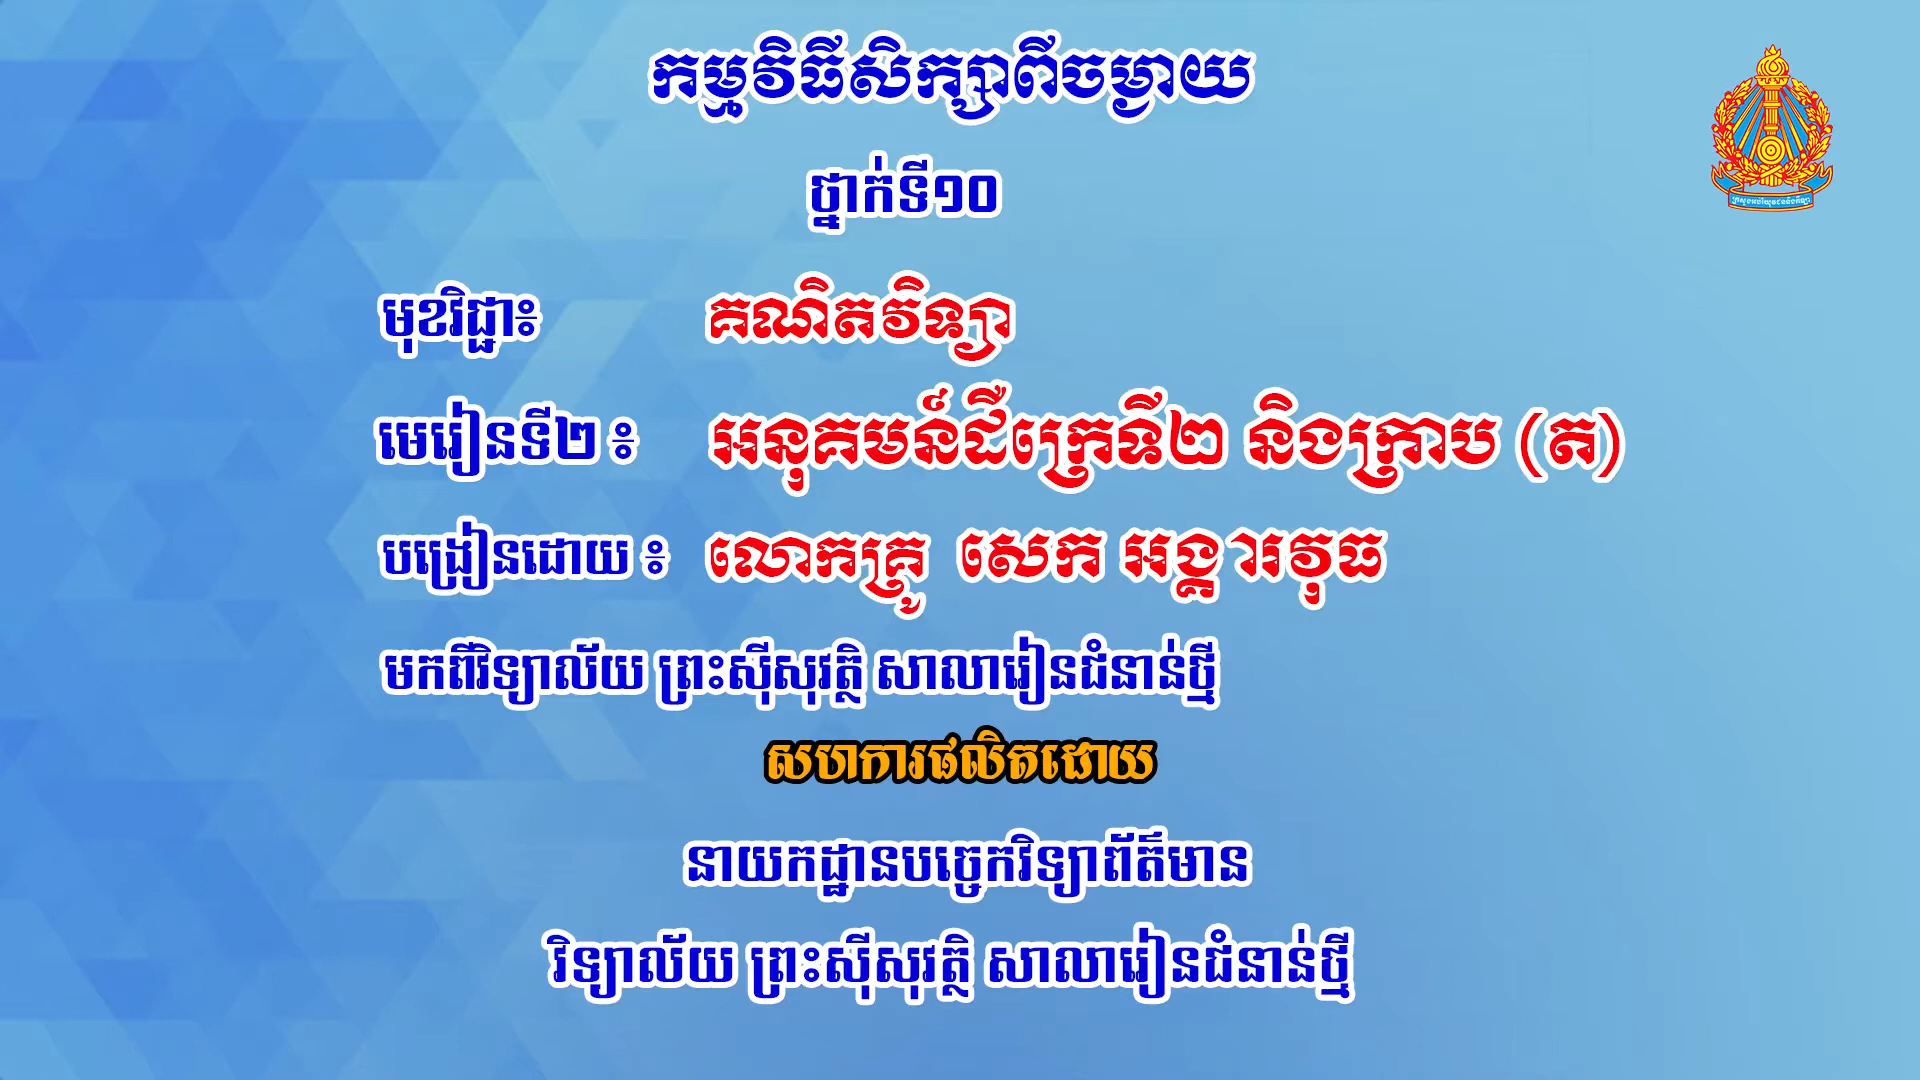 កម្មវិធីសិក្សាពីចម្ងាយ
ថ្នាក់ទី១០
មុខវិជ្ជា៖ គណិតវិទ្យា
មេរៀនទី២ ៖ អនុគមន៍ដឺក្រេទី២ និងក្រាប (ត)
បង្រៀនដោយ ៖ លោកគ្រូ សេក អង្គារវុធ
មកពីវិទ្យាល័យ ព្រះស៊ីសុវត្ថិ សាលារៀនជំនាន់ថ្មី
សហការផលិតដោយ
នាយកដ្ឋានបច្ចេកវិទ្យាព័ត៌មាន
វិទ្យាល័យ ព្រះស៊ីសុវត្ថិ សាលារៀនជំនាន់ថ្មី